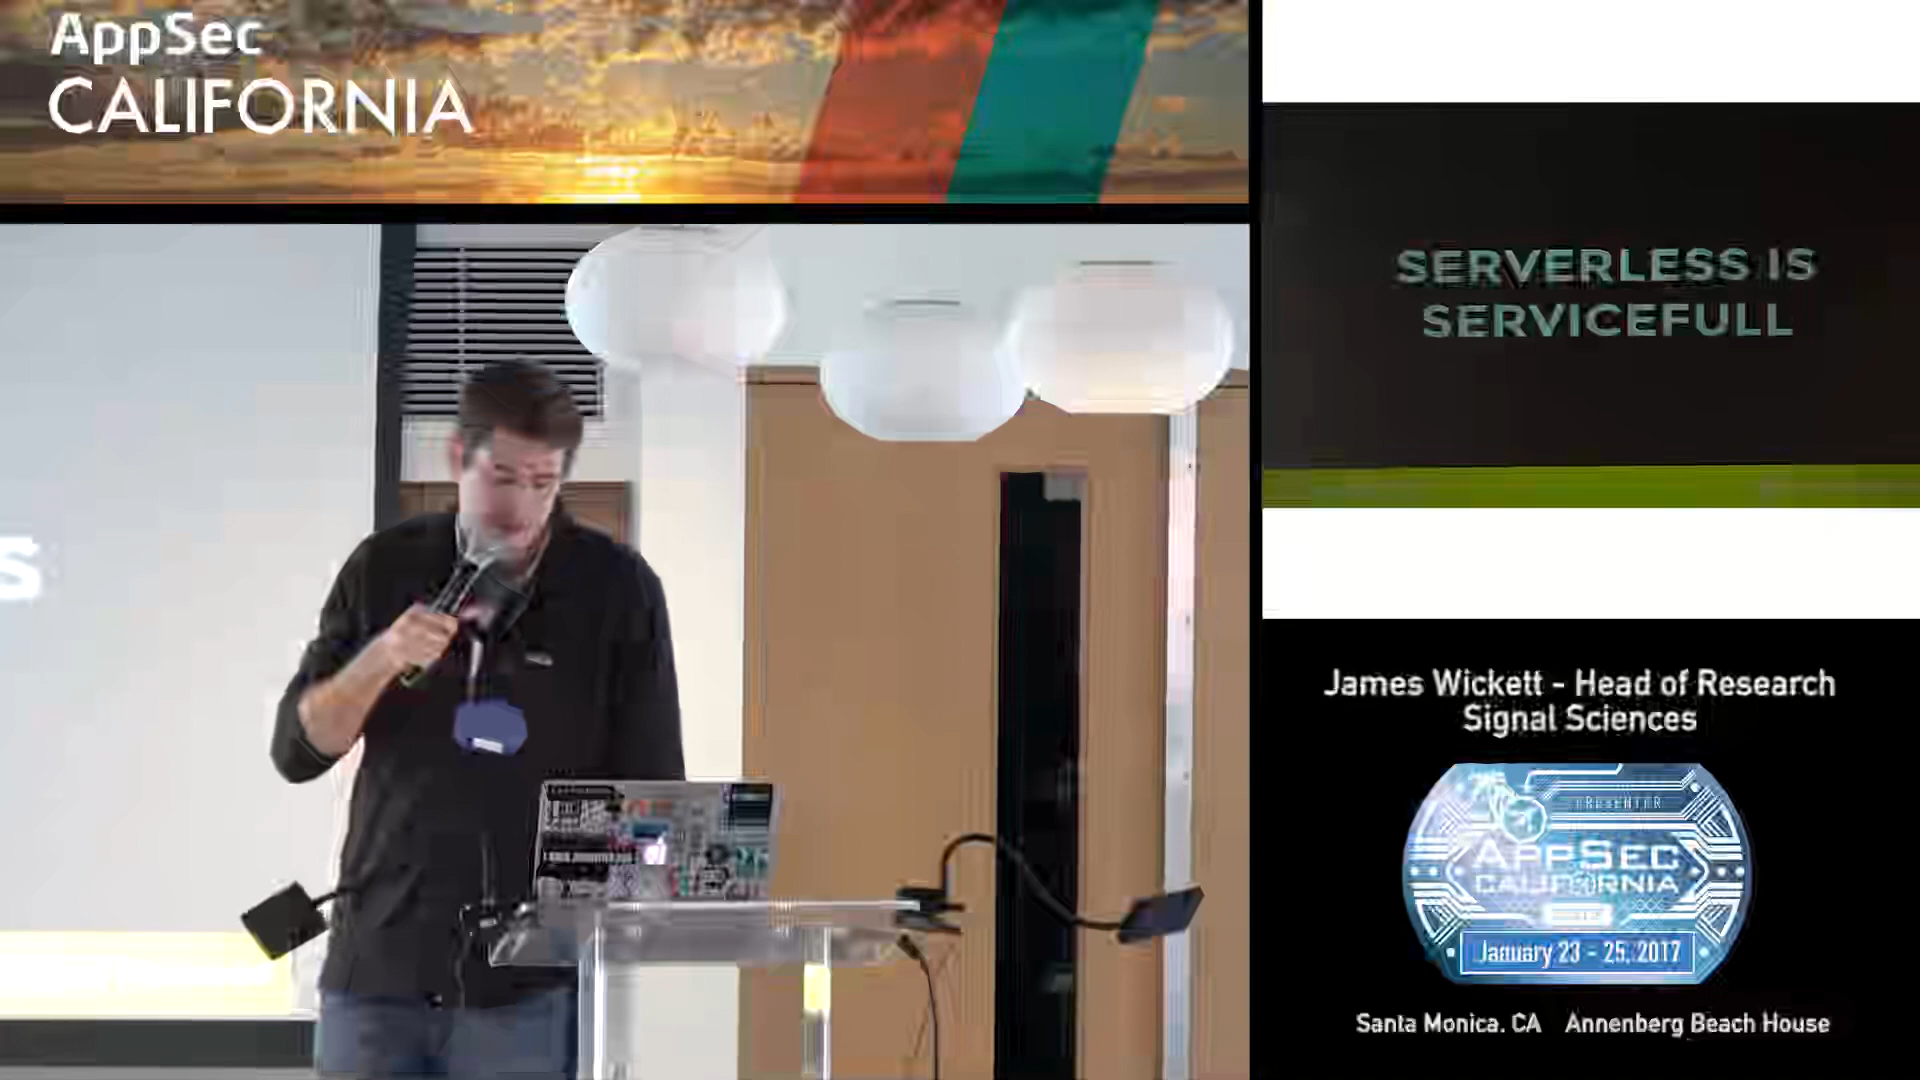 AppSec
CALIFORNIA
S
SERVERLESS IS
SERVICEFULL
James Wickett - Head of Research
Signal Sciences
APPSEC
CALIFORNIA
January 23 - 25, 2017
Santa Monica, CA Annenberg Beach House